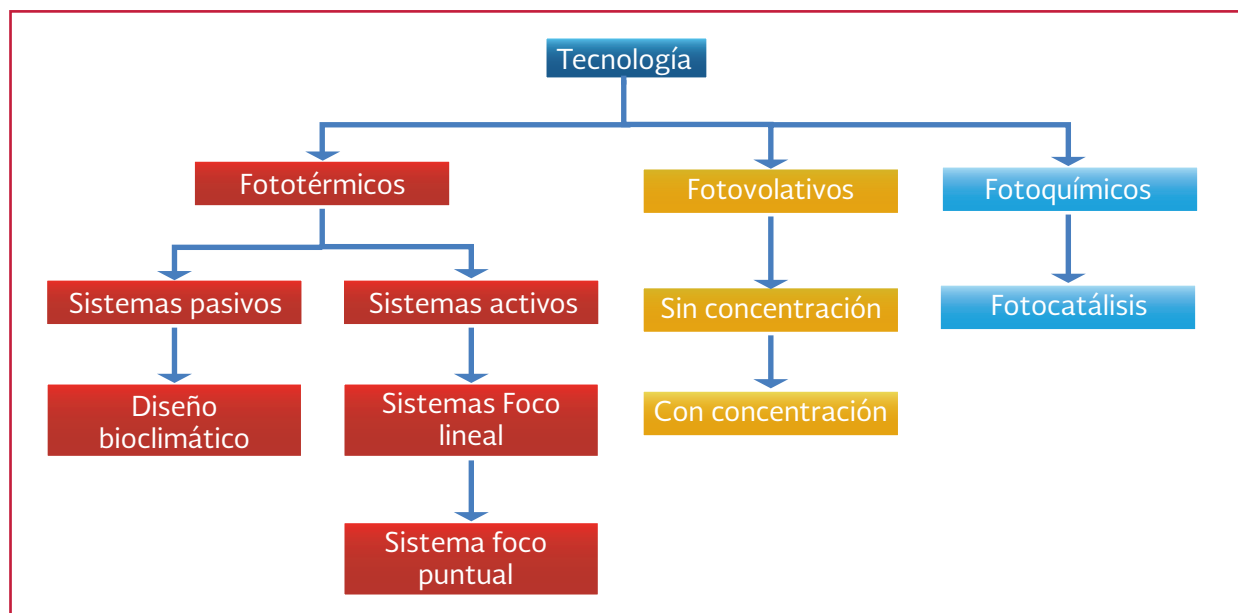 Tecnología
Fototérmicos
Fotovolativos
Fotoquímicos
Sistemas pasivos
Sistemas activos
Sin concentración
Fotocatálisis
Diseño
bioclimático
Sistemas Foco
lineal
Con concentración
Sistema foco
puntual